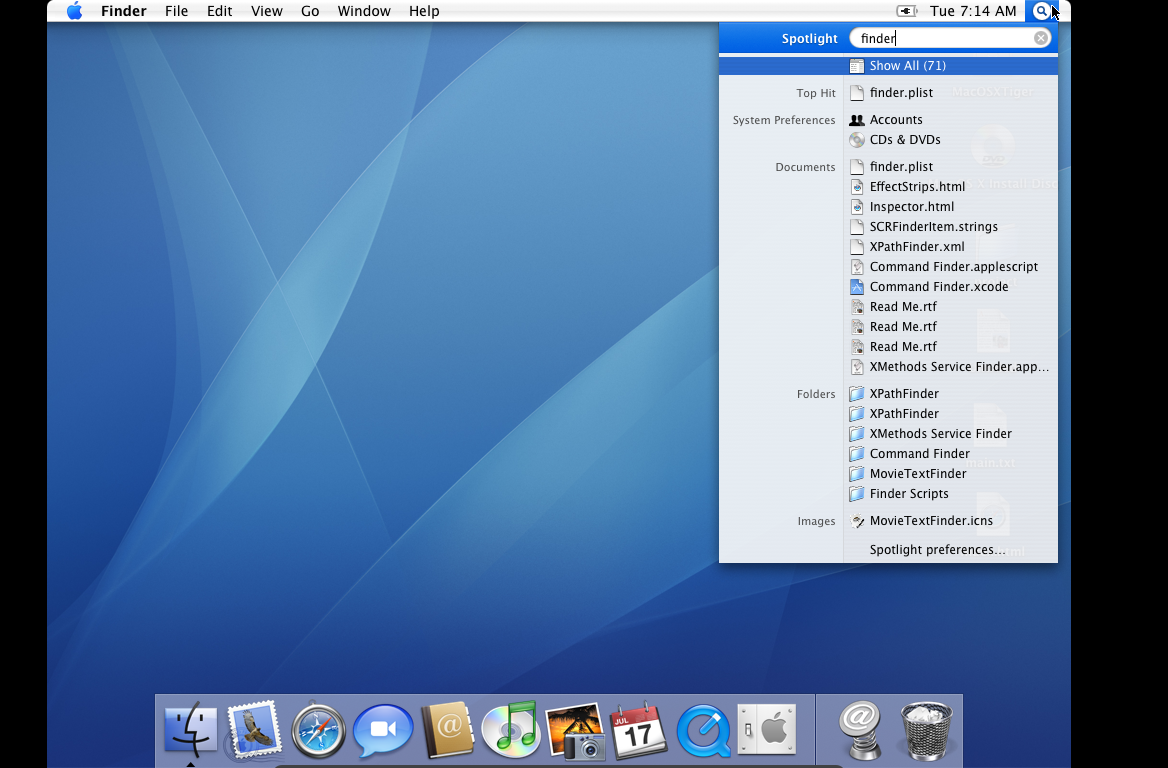 Finder File Edit View Go Window Help Tue 7:14 AM
Spotlight finder
Show All (71)
Top Hit finder.plist
MacOSXTiger
System Preferences Accounts
CDs & DVDs
Documents finder.plist
EffectStrips.html
Inspector.html
SCRFinderItem.strings
XPathFinder.xml
Command Finder.applescript
Command Finder.xcode
Read Me.rtf
Read Me.rtf
Read Me.rtf
XMethods Service Finder.app...
Folders XPathFinder
XPathFinder
XMethods Service Finder
Command Finder
MovieTextFinder
main.txt
Finder Scripts
Images MovieTextFinder.icns
Spotlight preferences...
JUL
17